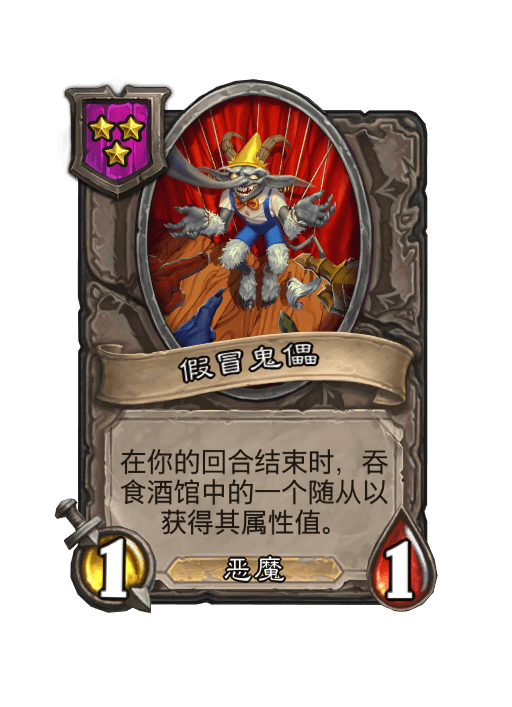 假冒鬼儡
在你的回合结束时，吞
食酒馆中的一个随从以
获得其属性值。
1
恶魔
1